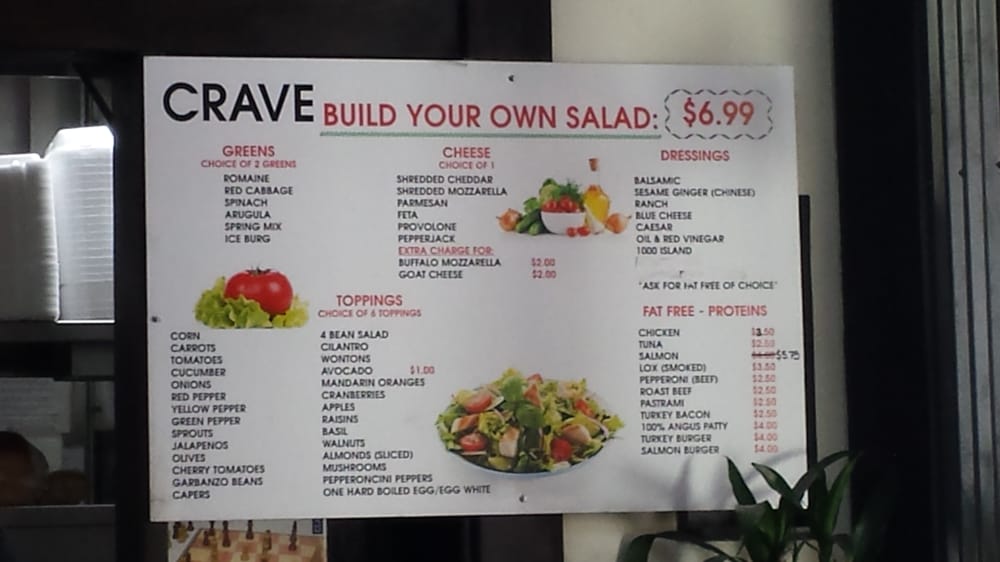 CRAVE BUILD YOUR OWN SALAD: $6.99
GREENS
CHOICE OF 2 GREENS
ROMAINE
RED CABBAGE
SPINACH
ARUGULA
SPRING MIX
ICE BURG
CHEESE
CHOICE OF 1
SHREDDED CHEDDAR
SHREDDED MOZZARELLA
PARMESAN
FETA
PROVOLONE
PEPPERJACK
EXTRA CHARGE FOR:
BUFFALO MOZZARELLA $2.00
GOAT CHEESE $2.00
DRESSINGS
BALSAMIC
SESAME GINGER (CHINESE)
RANCH
BLUE CHEESE
CAESAR
OIL & RED VINEGAR
1000 ISLAND
*ASK FOR FAT FREE OF CHOICE*
TOPPINGS
CHOICE OF 6 TOPPINGS
CORN
CARROTS
TOMATOES
CUCUMBER
ONIONS
RED PEPPER
YELLOW PEPPER
GREEN PEPPER
SPROUTS
JALAPENOS
OLIVES
CHERRY TOMATOES
GARBANZO BEANS
CAPERS
4 BEAN SALAD
CILANTRO
WONTONS
AVOCADO $1.00
MANDARIN ORANGES
CRANBERRIES
APPLES
RAISINS
BASIL
WALNUTS
ALMONDS (SLICED)
MUSHROOMS
PEPPERONCINI PEPPERS
ONE HARD BOILED EGG/EGG WHITE
FAT FREE - PROTEINS
CHICKEN $3.50
TUNA $2.50
SALMON $5.75
LOX (SMOKED) $3.50
PEPPERONI (BEEF) $2.50
ROAST BEEF $2.50
PASTRAMI $2.50
TURKEY BACON $2.50
100% ANGUS PATTY $4.00
TURKEY BURGER $4.00
SALMON BURGER $4.00